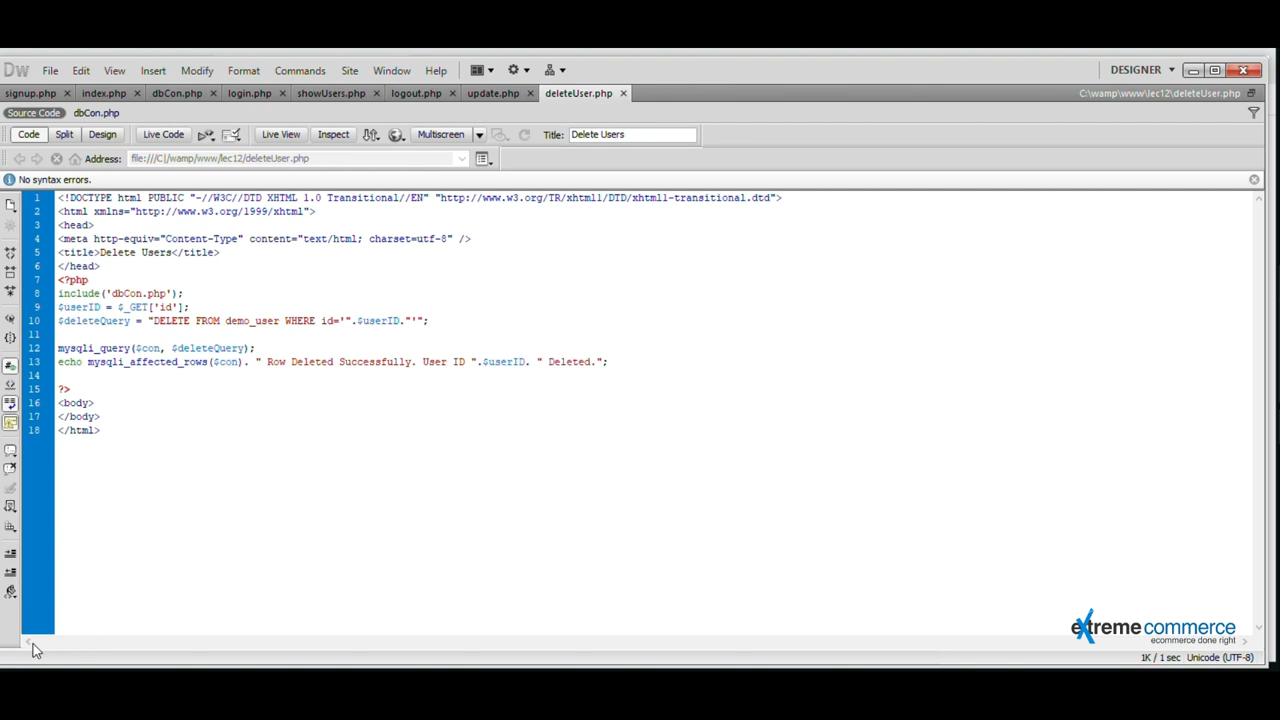 Dw File Edit View Insert Modify Format Commands Site Window Help DESIGNER
signup.php index.php dbCon.php login.php showUsers.php logout.php update.php deleteUser.php C:\wamp\www\lec12\deleteUser.php
Source Code dbCon.php
Code Split Design Live Code Live View Inspect Multiscreen Title: Delete Users
Address: file:///C|/wamp/www/lec12/deleteUser.php
No syntax errors.
1 <!DOCTYPE html PUBLIC "-//W3C//DTD XHTML 1.0 Transitional//EN" "http://www.w3.org/TR/xhtml1/DTD/xhtml1-transitional.dtd">
2 <html xmlns="http://www.w3.org/1999/xhtml">
3 <head>
4 <meta http-equiv="Content-Type" content="text/html; charset=utf-8" />
5 <title>Delete Users</title>
6 </head>
7 <?php
8 include('dbCon.php');
9 $userID = $_GET['id'];
10 $deleteQuery = "DELETE FROM demo_user WHERE id='".$userID."'";
11
12 mysqli_query($con, $deleteQuery);
13 echo mysqli_affected_rows($con). " Row Deleted Successfully. User ID ".$userID. " Deleted.";
14
15 ?>
16 <body>
17 </body>
18 </html>
extreme commerce
ecommerce done right
1K / 1 sec Unicode (UTF-8)